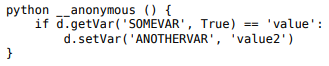 python __anonymous () {
    if d.getVar('SOMEVAR', True) == 'value':
        d.setVar('ANOTHERVAR', 'value2')
}